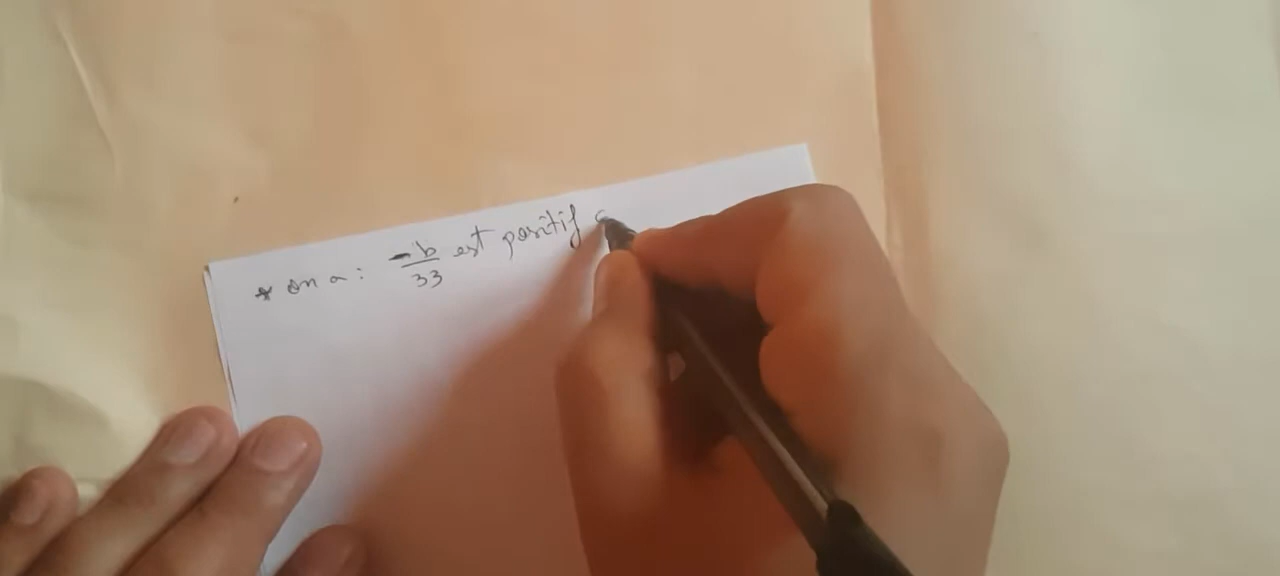 * on a : -b/33 est positif